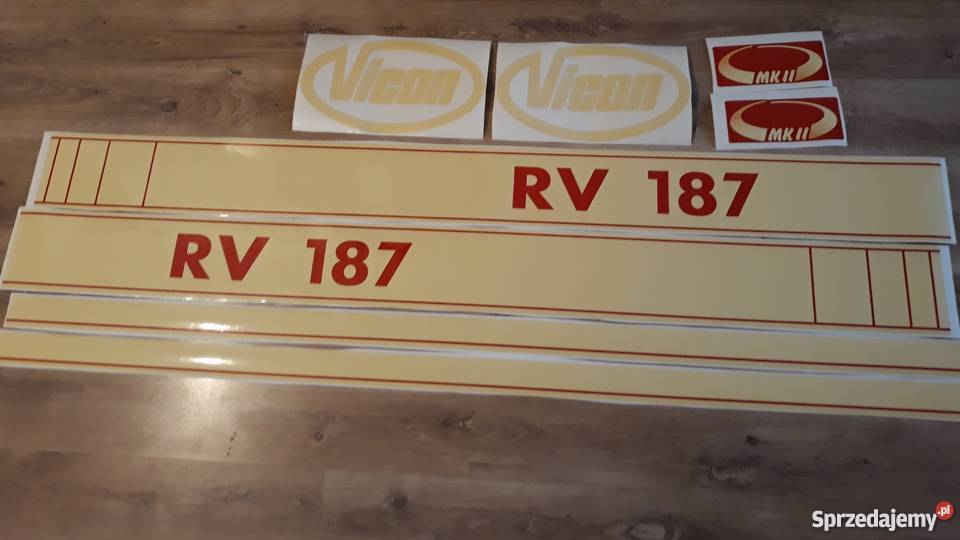 Vicon
Vicon
MK II
MK II
RV 187
RV 187
Sprzedajemy.pl